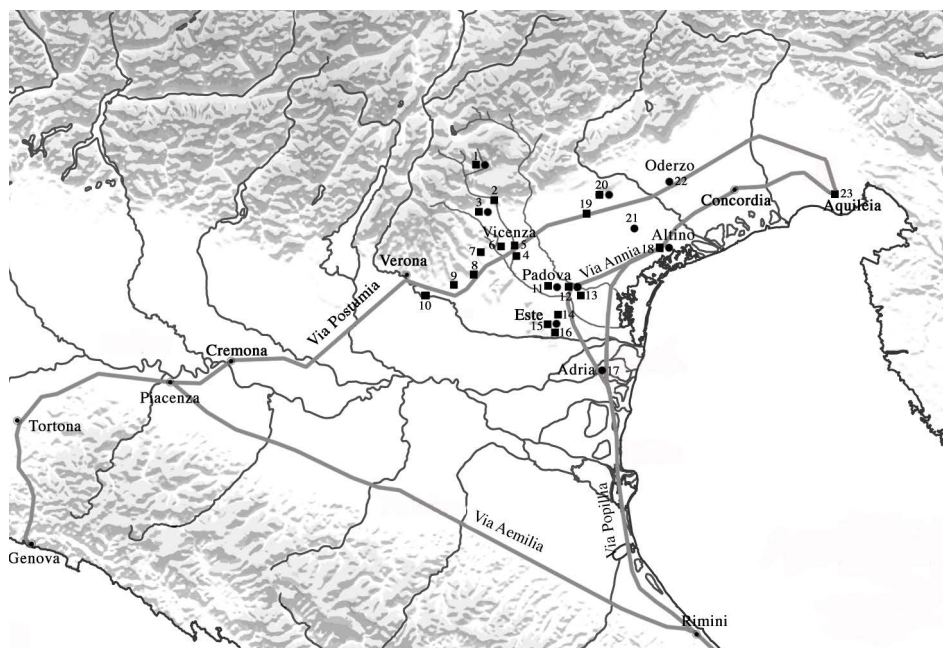 1
2
3
Oderzo
20
22
19
Concordia
23
Aquileia
21
Vicenza
6
5
4
7
Altino
18
Verona
8
9
10
Padova
11
12
13
Via Annia
Via Postumia
Este
14
15
16
Cremona
Adria
17
Piacenza
Tortona
Via Aemilia
Via Popilia
Genova
Rimini